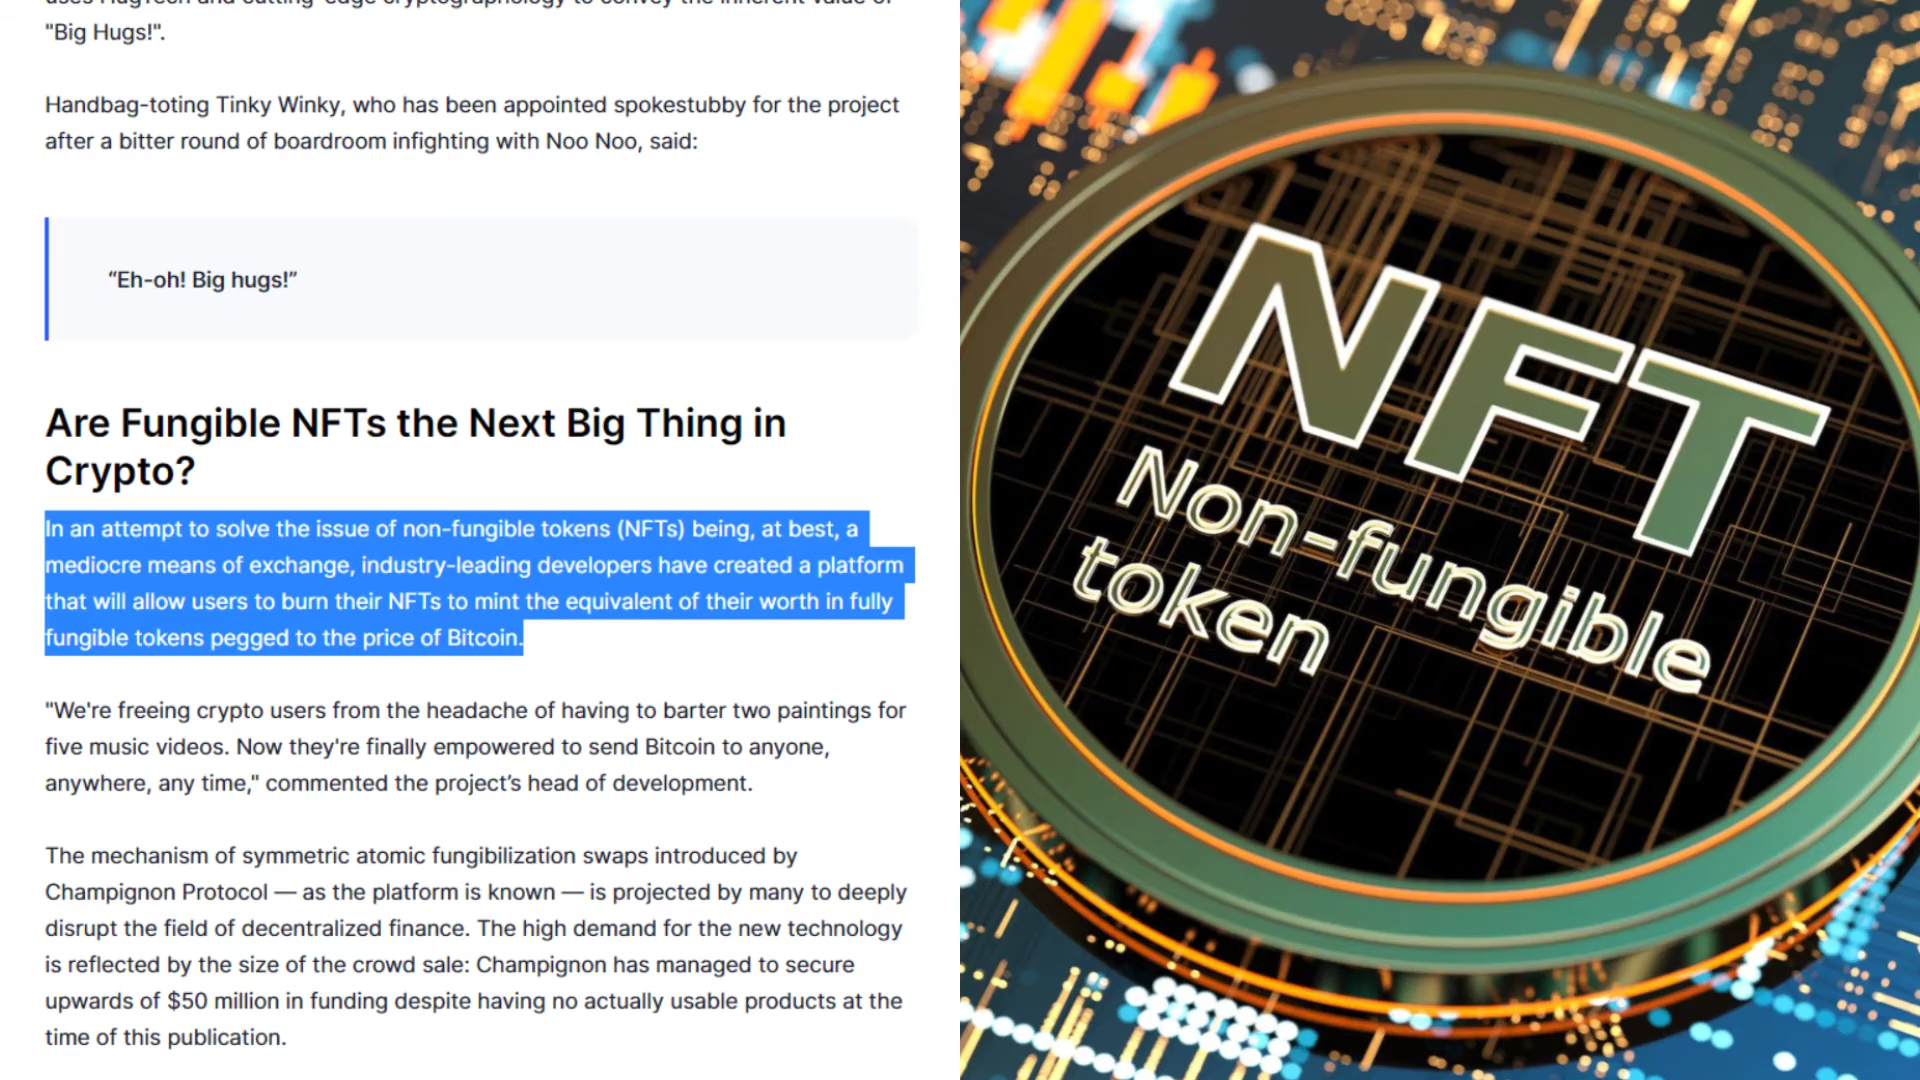 uses HugTech and cutting-edge cryptographology to convey the inherent value of
"Big Hugs!".
Handbag-toting Tinky Winky, who has been appointed spokestubby for the project
after a bitter round of boardroom infighting with Noo Noo, said:
“Eh-oh! Big hugs!”
Are Fungible NFTs the Next Big Thing in
Crypto?
In an attempt to solve the issue of non-fungible tokens (NFTs) being, at best, a
mediocre means of exchange, industry-leading developers have created a platform
that will allow users to burn their NFTs to mint the equivalent of their worth in fully
fungible tokens pegged to the price of Bitcoin.
"We're freeing crypto users from the headache of having to barter two paintings for
five music videos. Now they're finally empowered to send Bitcoin to anyone,
anywhere, any time," commented the project’s head of development.
The mechanism of symmetric atomic fungibilization swaps introduced by
Champignon Protocol — as the platform is known — is projected by many to deeply
disrupt the field of decentralized finance. The high demand for the new technology
is reflected by the size of the crowd sale: Champignon has managed to secure
upwards of $50 million in funding despite having no actually usable products at the
time of this publication.
NFT
Non-fungible
token